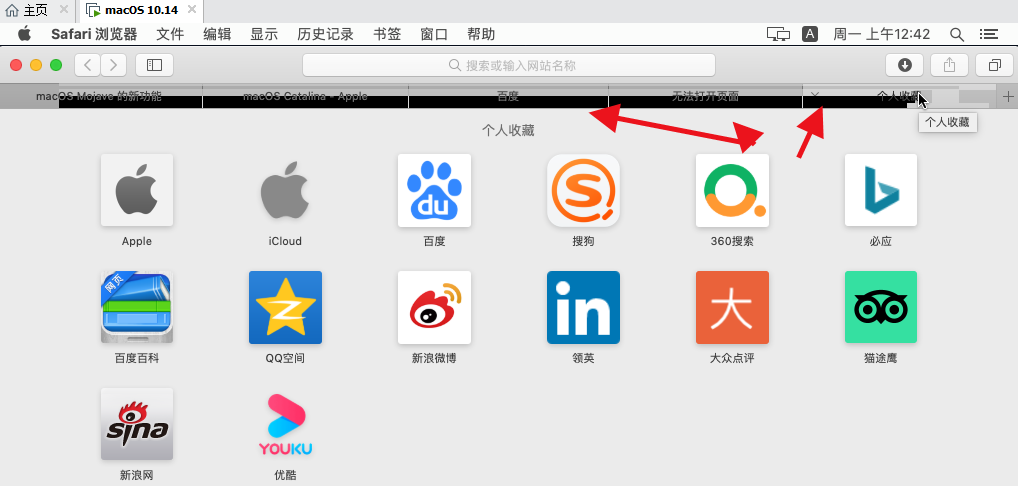 主页 macOS 10.14
Safari 浏览器 文件 编辑 显示 历史记录 书签 窗口 帮助 A 周一 上午12:42
搜索或输入网站名称
macOS Mojave 的新功能 macOS Catalina - Apple 百度 无法打开页面 个人收藏
个人收藏
个人收藏
du S b
Apple iCloud 百度 搜狗 360搜索 必应
网页 in 大
百度百科 QQ空间 新浪微博 领英 大众点评 猫途鹰
sina YOUKU
新浪网 优酷